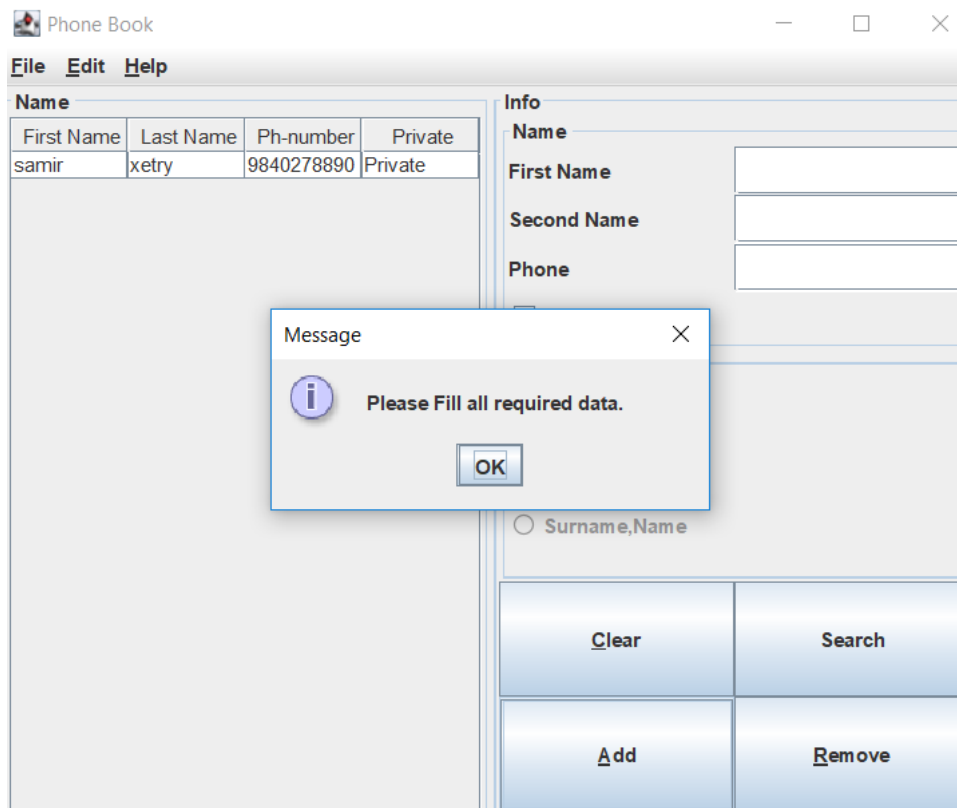 Phone Book
File Edit Help
Name
First Name Last Name Ph-number Private
samir xetry 9840278890 Private
Info
Name
First Name
Second Name
Phone
Message
i
Please Fill all required data.
OK
Surname,Name
Clear Search
Add Remove